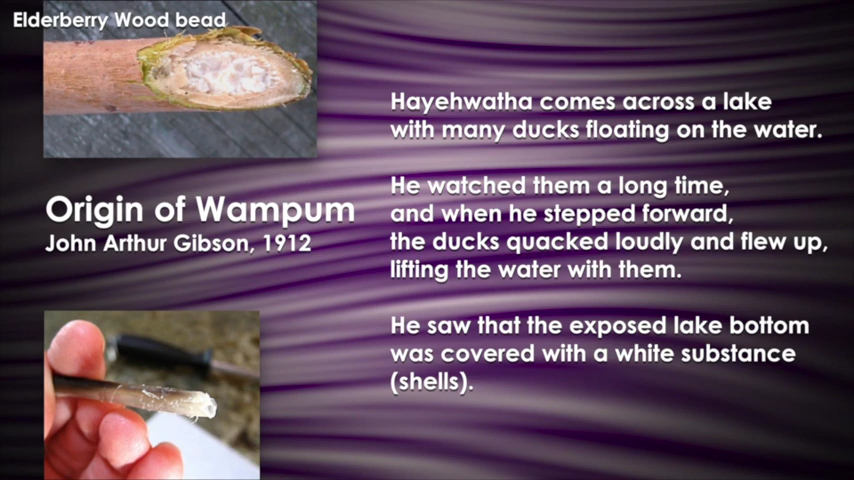 Elderberry Wood bead
Origin of Wampum
John Arthur Gibson, 1912
Hayehwatha comes across a lake
with many ducks floating on the water.
He watched them a long time,
and when he stepped forward,
the ducks quacked loudly and flew up,
lifting the water with them.
He saw that the exposed lake bottom
was covered with a white substance
(shells).